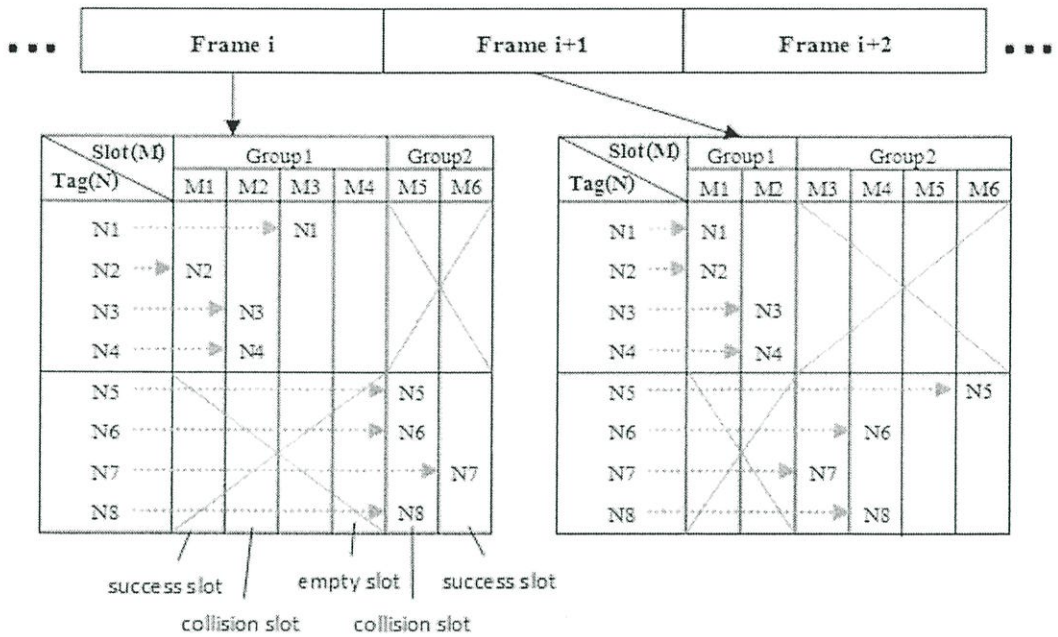 ... Frame i Frame i+1 Frame i+2 ...
Slot(M) Group1 Group2
Tag(N) M1 M2 M3 M4 M5 M6
N1 N1
N2 N2
N3 N3
N4 N4
N5 N5
N6 N6
N7 N7
N8 N8
success slot empty slot success slot
collision slot collision slot
Slot(M) Group1 Group2
Tag(N) M1 M2 M3 M4 M5 M6
N1 N1
N2 N2
N3 N3
N4 N4
N5 N5
N6 N6
N7 N7
N8 N8